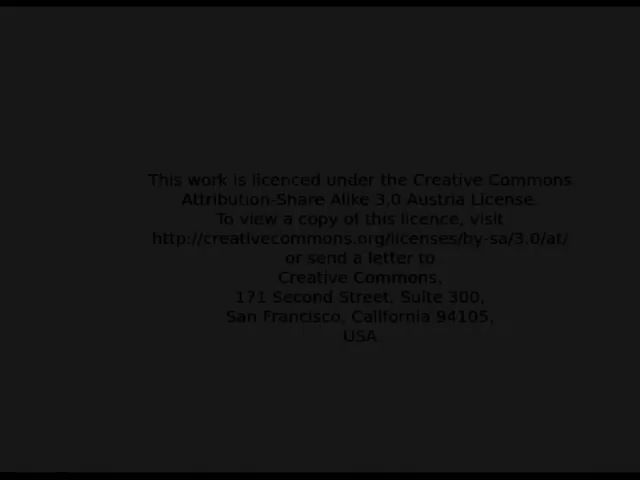 This work is licenced under the Creative Commons
Attribution-Share Alike 3.0 Austria License.
To view a copy of this licence, visit
http://creativecommons.org/licenses/by-sa/3.0/at/
or send a letter to
Creative Commons,
171 Second Street, Suite 300,
San Francisco, California 94105,
USA